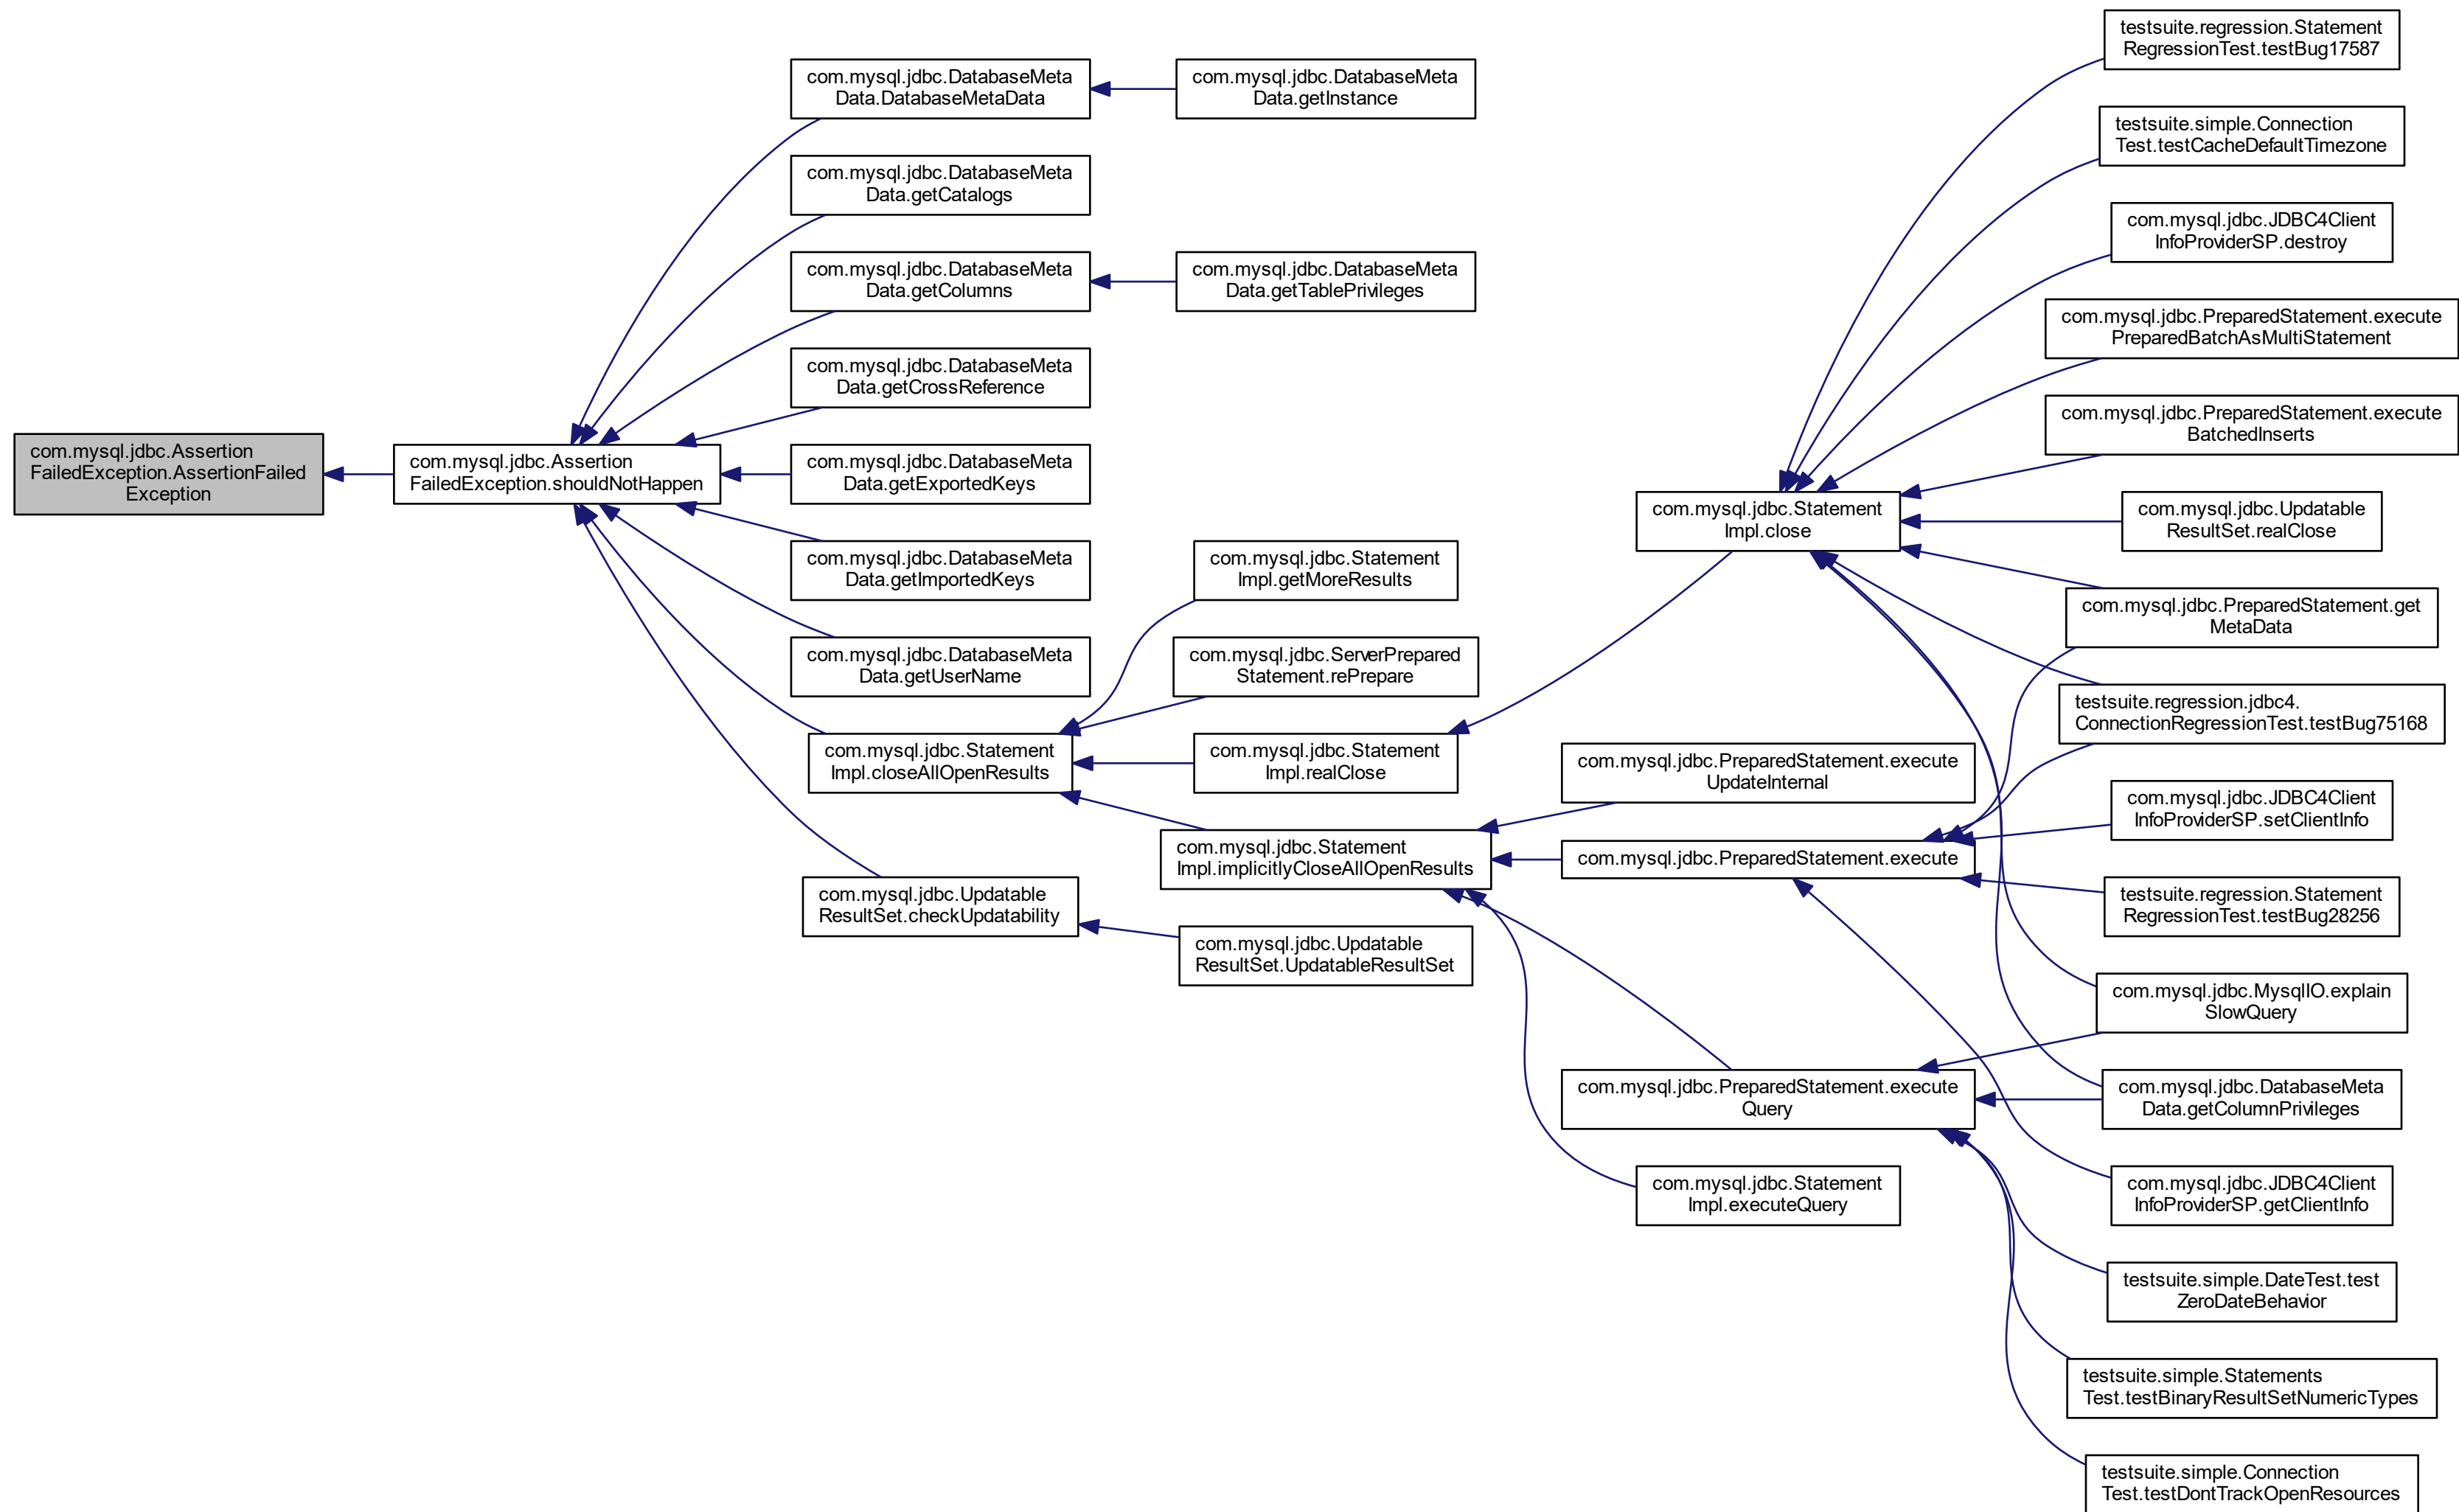 com.mysql.jdbc.Assertion
FailedException.AssertionFailed
Exception
com.mysql.jdbc.Assertion
FailedException.shouldNotHappen
com.mysql.jdbc.DatabaseMeta
Data.DatabaseMetaData
com.mysql.jdbc.DatabaseMeta
Data.getInstance
com.mysql.jdbc.DatabaseMeta
Data.getCatalogs
com.mysql.jdbc.DatabaseMeta
Data.getColumns
com.mysql.jdbc.DatabaseMeta
Data.getTablePrivileges
com.mysql.jdbc.DatabaseMeta
Data.getCrossReference
com.mysql.jdbc.DatabaseMeta
Data.getExportedKeys
com.mysql.jdbc.DatabaseMeta
Data.getImportedKeys
com.mysql.jdbc.DatabaseMeta
Data.getUserName
com.mysql.jdbc.Statement
Impl.closeAllOpenResults
com.mysql.jdbc.Updatable
ResultSet.checkUpdatability
com.mysql.jdbc.Statement
Impl.getMoreResults
com.mysql.jdbc.ServerPrepared
Statement.rePrepare
com.mysql.jdbc.Statement
Impl.realClose
com.mysql.jdbc.Statement
Impl.implicitlyCloseAllOpenResults
com.mysql.jdbc.Updatable
ResultSet.UpdatableResultSet
com.mysql.jdbc.Statement
Impl.close
com.mysql.jdbc.PreparedStatement.execute
UpdateInternal
com.mysql.jdbc.PreparedStatement.execute
com.mysql.jdbc.PreparedStatement.execute
Query
com.mysql.jdbc.Statement
Impl.executeQuery
testsuite.regression.Statement
RegressionTest.testBug17587
testsuite.simple.Connection
Test.testCacheDefaultTimezone
com.mysql.jdbc.JDBC4Client
InfoProviderSP.destroy
com.mysql.jdbc.PreparedStatement.execute
PreparedBatchAsMultiStatement
com.mysql.jdbc.PreparedStatement.execute
BatchedInserts
com.mysql.jdbc.Updatable
ResultSet.realClose
com.mysql.jdbc.PreparedStatement.get
MetaData
testsuite.regression.jdbc4.
ConnectionRegressionTest.testBug75168
com.mysql.jdbc.JDBC4Client
InfoProviderSP.setClientInfo
testsuite.regression.Statement
RegressionTest.testBug28256
com.mysql.jdbc.MysqlIO.explain
SlowQuery
com.mysql.jdbc.DatabaseMeta
Data.getColumnPrivileges
com.mysql.jdbc.JDBC4Client
InfoProviderSP.getClientInfo
testsuite.simple.DateTest.test
ZeroDateBehavior
testsuite.simple.Statements
Test.testBinaryResultSetNumericTypes
testsuite.simple.Connection
Test.testDontTrackOpenResources